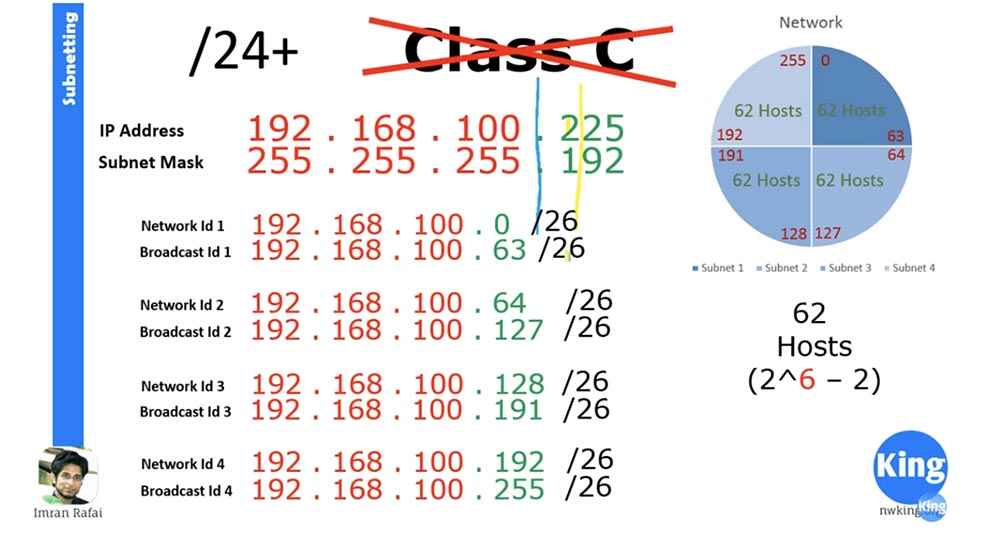 Subnetting
/24+
Class C
IP Address 192 . 168 . 100 . 225
Subnet Mask 255 . 255 . 255 . 192
Network Id 1 192 . 168 . 100 . 0 /26
Broadcast Id 1 192 . 168 . 100 . 63 /26
Network Id 2 192 . 168 . 100 . 64 /26
Broadcast Id 2 192 . 168 . 100 . 127 /26
Network Id 3 192 . 168 . 100 . 128 /26
Broadcast Id 3 192 . 168 . 100 . 191 /26
Network Id 4 192 . 168 . 100 . 192 /26
Broadcast Id 4 192 . 168 . 100 . 255 /26
Network
255 0
62 Hosts 62 Hosts
192 63
191 64
62 Hosts 62 Hosts
128 127
Subnet 1 Subnet 2 Subnet 3 Subnet 4
62
Hosts
(2^6 – 2)
Imran Rafai
King
King